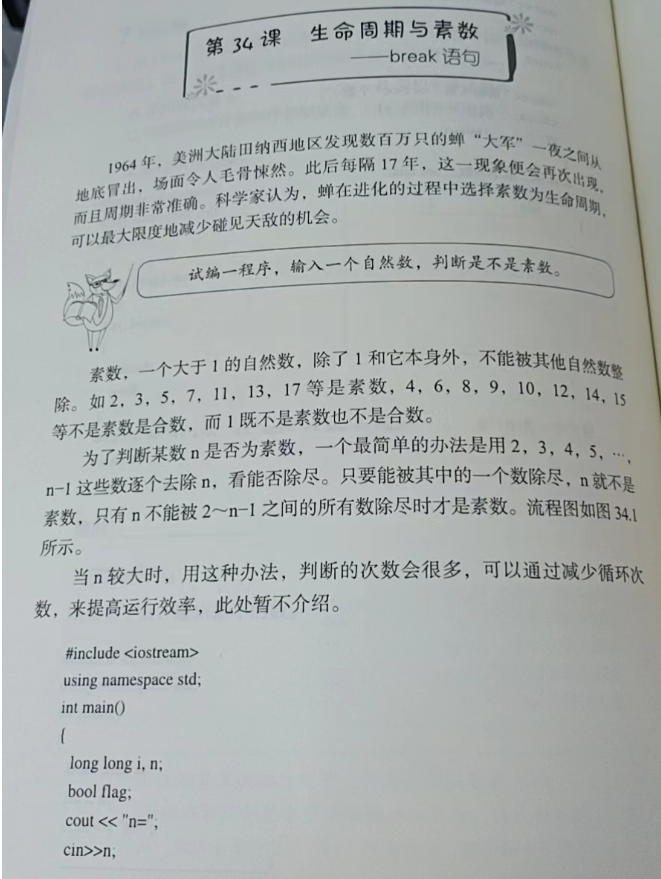 第 34 课 生命周期与素数
——break 语句
1964 年，美洲大陆田纳西地区发现数百万只的蝉“大军”一夜之间从
地底冒出，场面令人毛骨悚然。此后每隔 17 年，这一现象便会再次出现，
而且周期非常准确。科学家认为，蝉在进化的过程中选择素数为生命周期，
可以最大限度地减少碰见天敌的机会。
试编一程序，输入一个自然数，判断是不是素数。
素数，一个大于 1 的自然数，除了 1 和它本身外，不能被其他自然数整
除。如 2，3，5，7，11，13，17 等是素数，4，6，8，9，10，12，14，15
等不是素数是合数，而 1 既不是素数也不是合数。
为了判断某数 n 是否为素数，一个最简单的办法是用 2，3，4，5，…，
n-1 这些数逐个去除 n，看能否除尽。只要能被其中的一个数除尽，n 就不是
素数，只有 n 不能被 2～n-1 之间的所有数除尽时才是素数。流程图如图 34.1
所示。
当 n 较大时，用这种办法，判断的次数会很多，可以通过减少循环次
数，来提高运行效率，此处暂不介绍。
#include <iostream>
using namespace std;
int main()
{
long long i, n;
bool flag;
cout << "n=";
cin>>n;